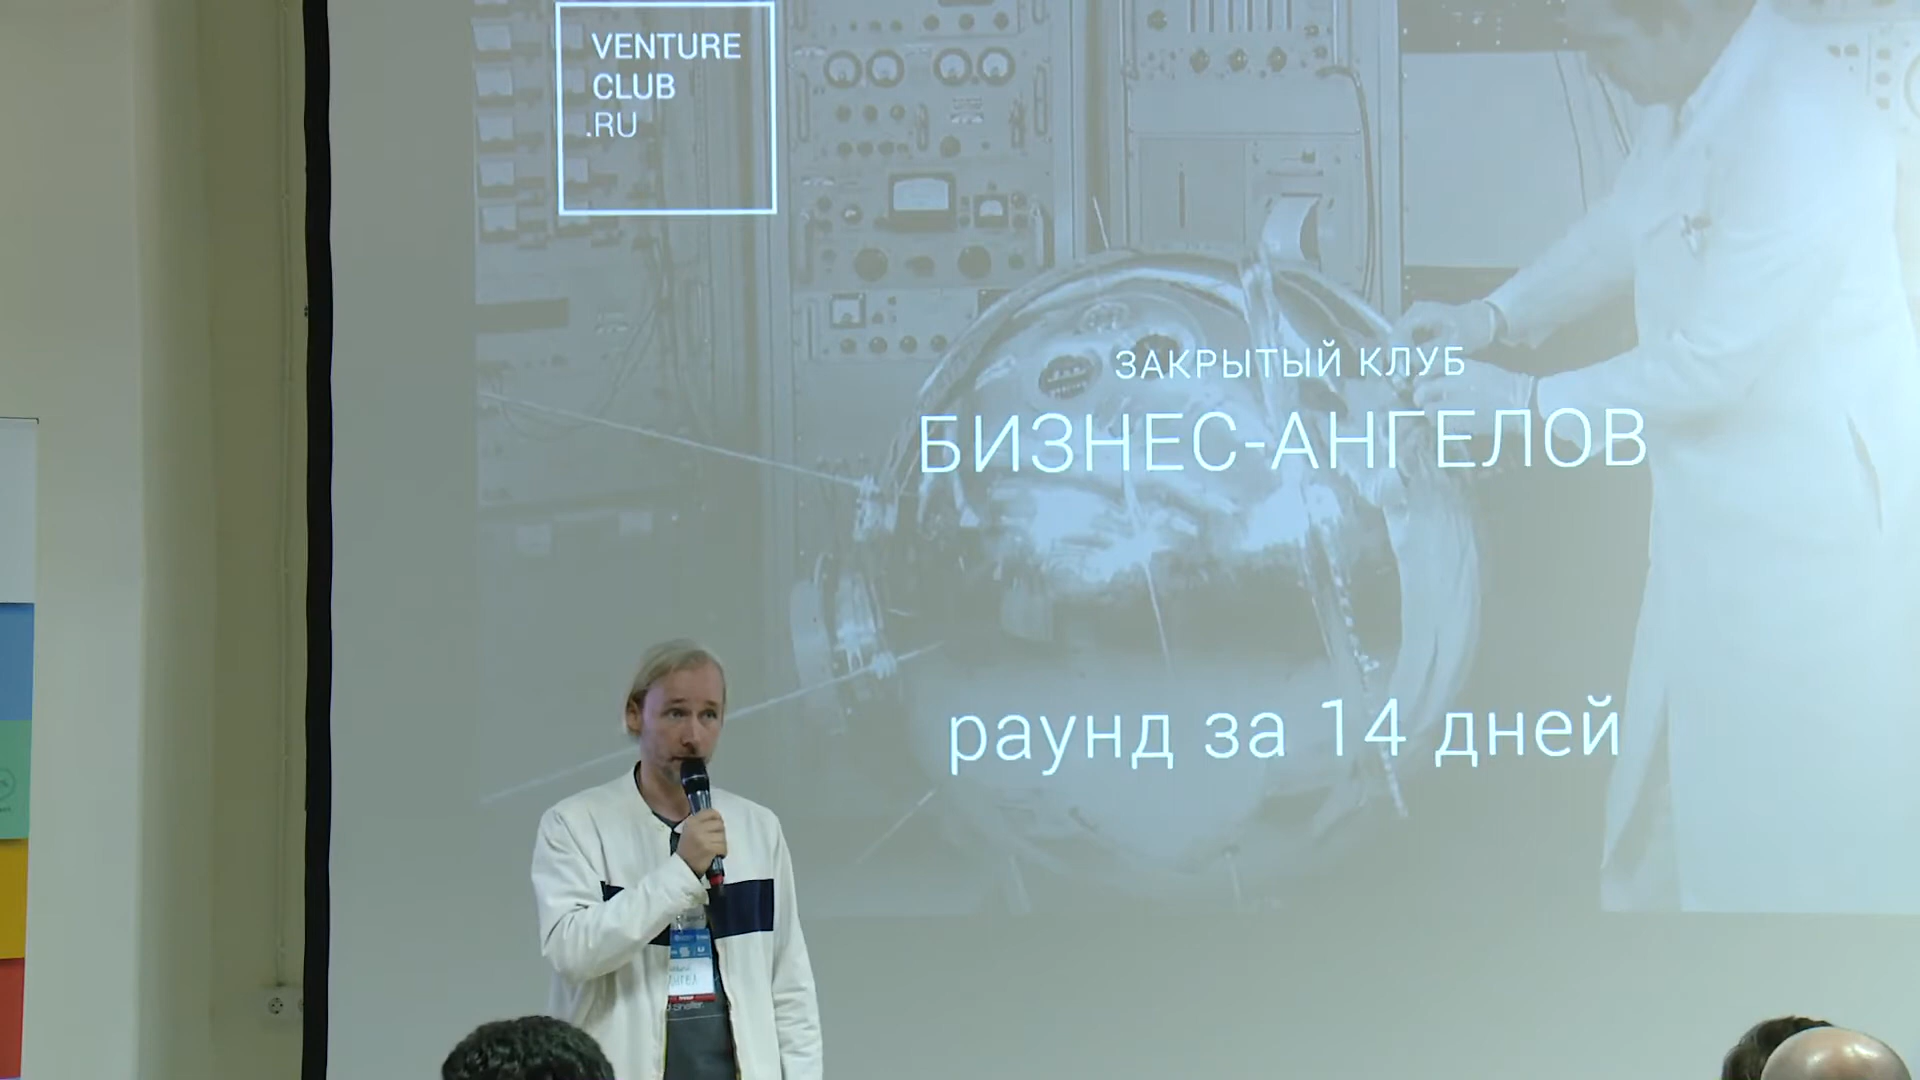 VENTURE
CLUB
.RU
ЗАКРЫТЫЙ КЛУБ
БИЗНЕС-АНГЕЛОВ
раунд за 14 дней